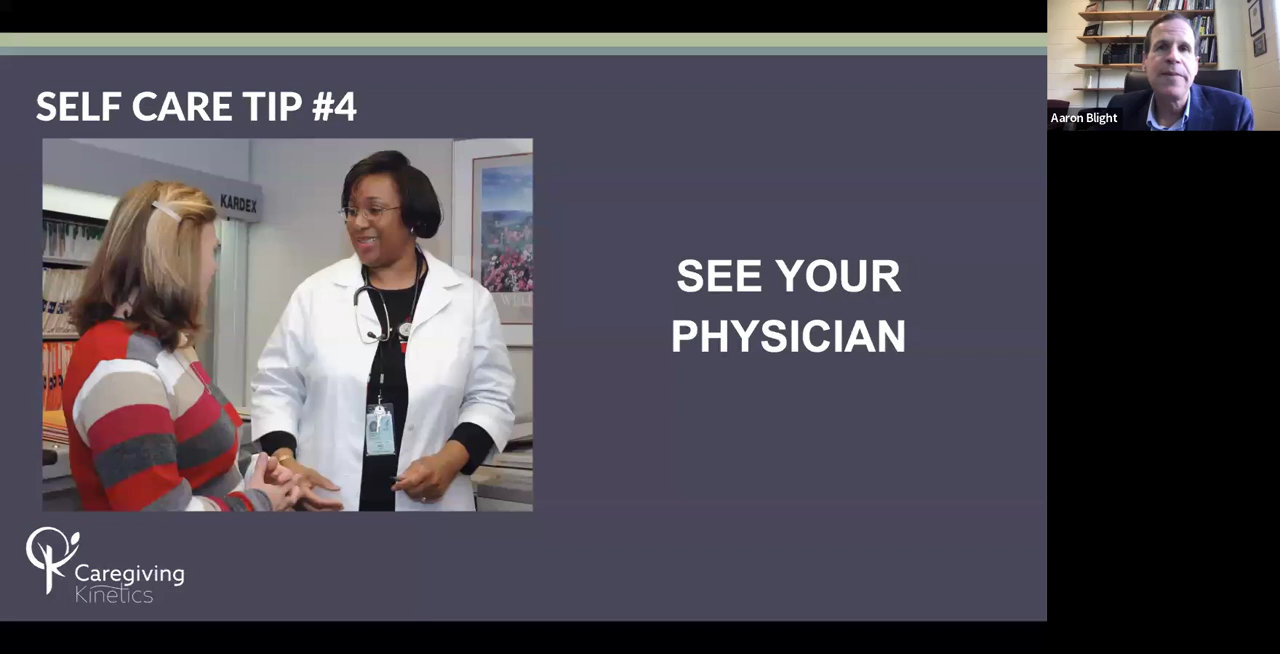 SELF CARE TIP #4
KARDEX
SEE YOUR
PHYSICIAN
Caregiving
Kinetics
Aaron Blight